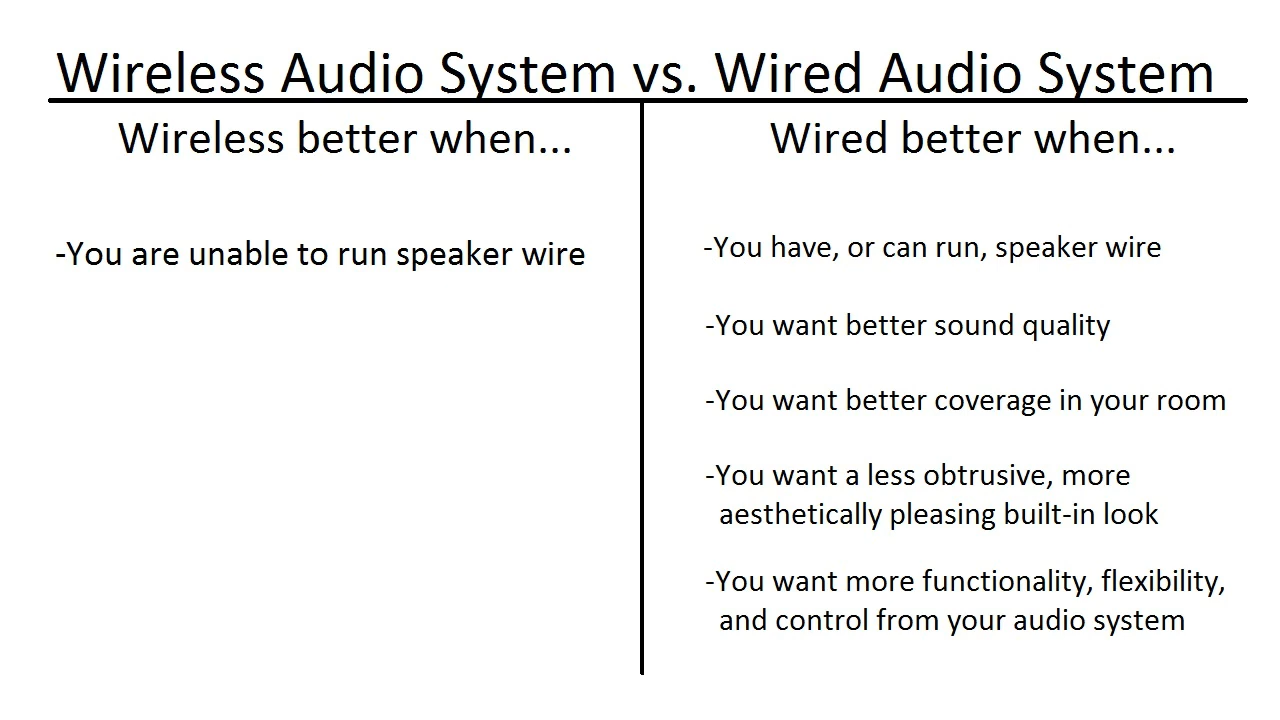 Wireless Audio System vs. Wired Audio System
Wireless better when...
-You are unable to run speaker wire
Wired better when...
-You have, or can run, speaker wire
-You want better sound quality
-You want better coverage in your room
-You want a less obtrusive, more
aesthetically pleasing built-in look
-You want more functionality, flexibility,
and control from your audio system